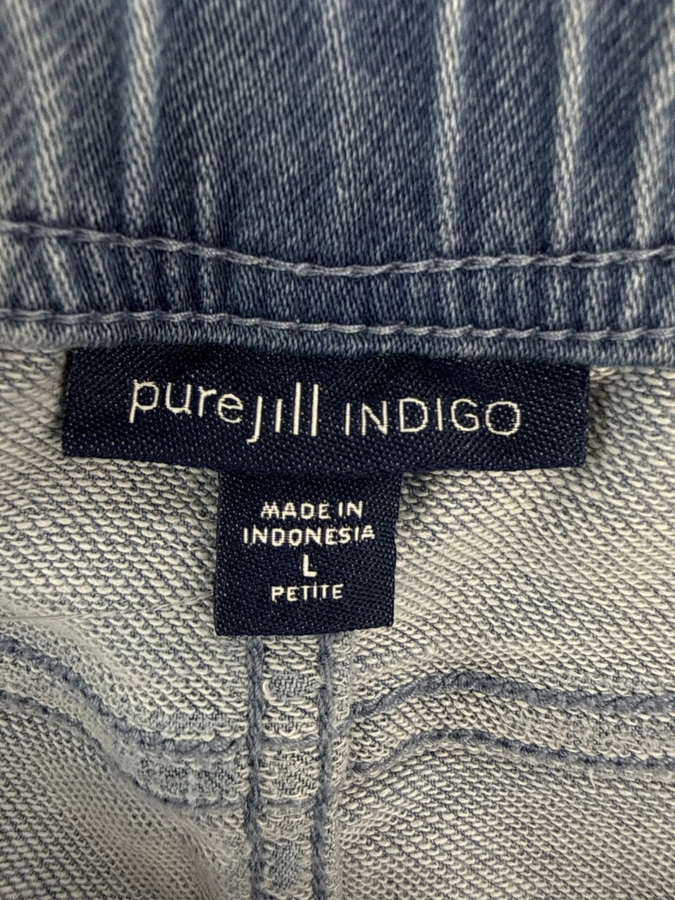 purejill INDIGO
MADE IN
INDONESIA
L
PETITE